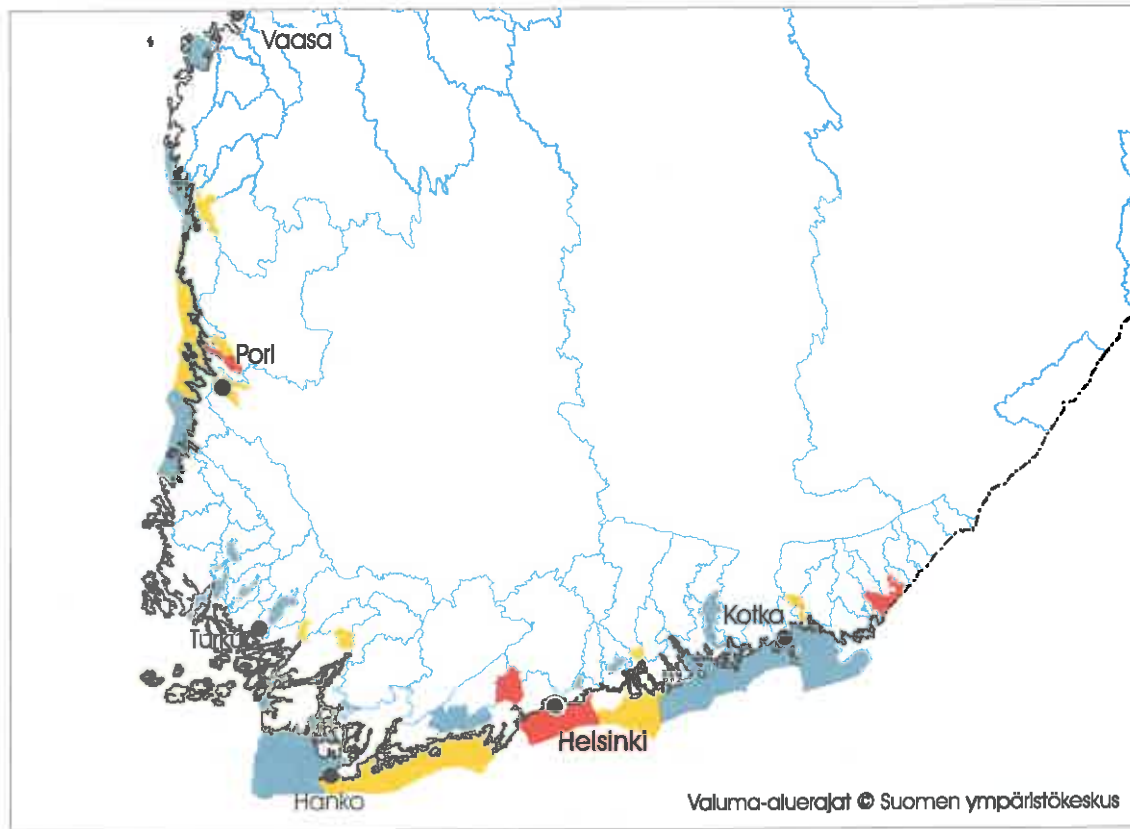 Vaasa
Pori
Turku
Kotka
Helsinki
Hanko
Valuma-aluerajat © Suomen ympäristökeskus